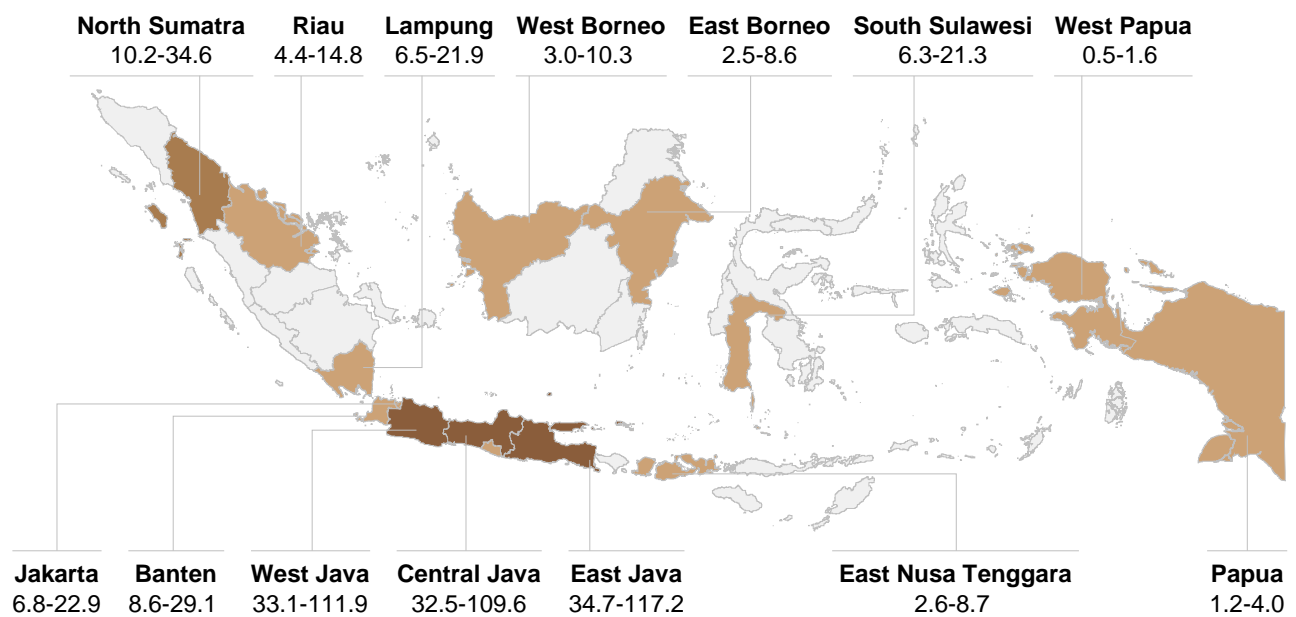 North Sumatra Riau Lampung West Borneo East Borneo South Sulawesi West Papua
10.2-34.6 4.4-14.8 6.5-21.9 3.0-10.3 2.5-8.6 6.3-21.3 0.5-1.6
Jakarta Banten West Java Central Java East Java East Nusa Tenggara Papua
6.8-22.9 8.6-29.1 33.1-111.9 32.5-109.6 34.7-117.2 2.6-8.7 1.2-4.0